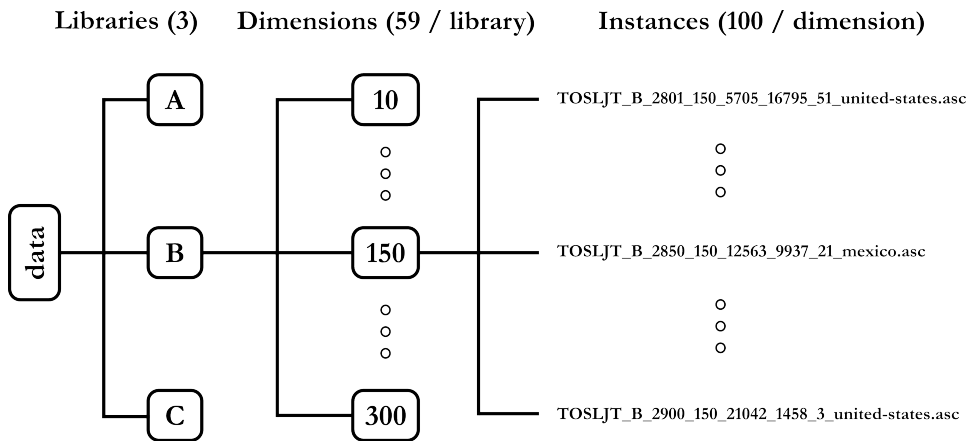 Libraries (3) Dimensions (59 / library) Instances (100 / dimension)
A 10 TOSLJT_B_2801_150_5705_16795_51_united-states.asc
data B 150 TOSLJT_B_2850_150_12563_9937_21_mexico.asc
C 300 TOSLJT_B_2900_150_21042_1458_3_united-states.asc